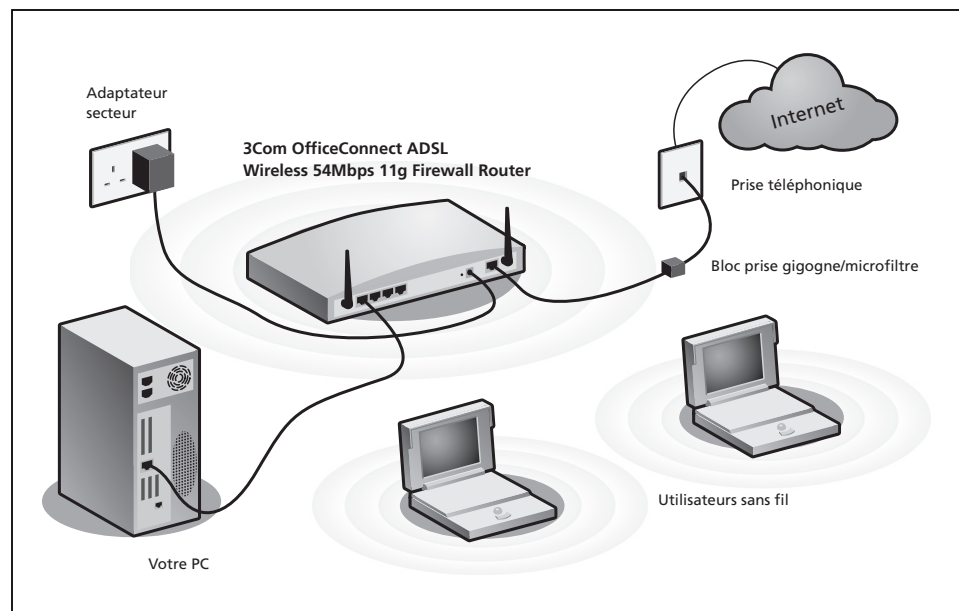 Adaptateur
secteur
3Com OfficeConnect ADSL
Wireless 54Mbps 11g Firewall Router
Internet
Prise téléphonique
Bloc prise gigogne/microfiltre
Utilisateurs sans fil
Votre PC